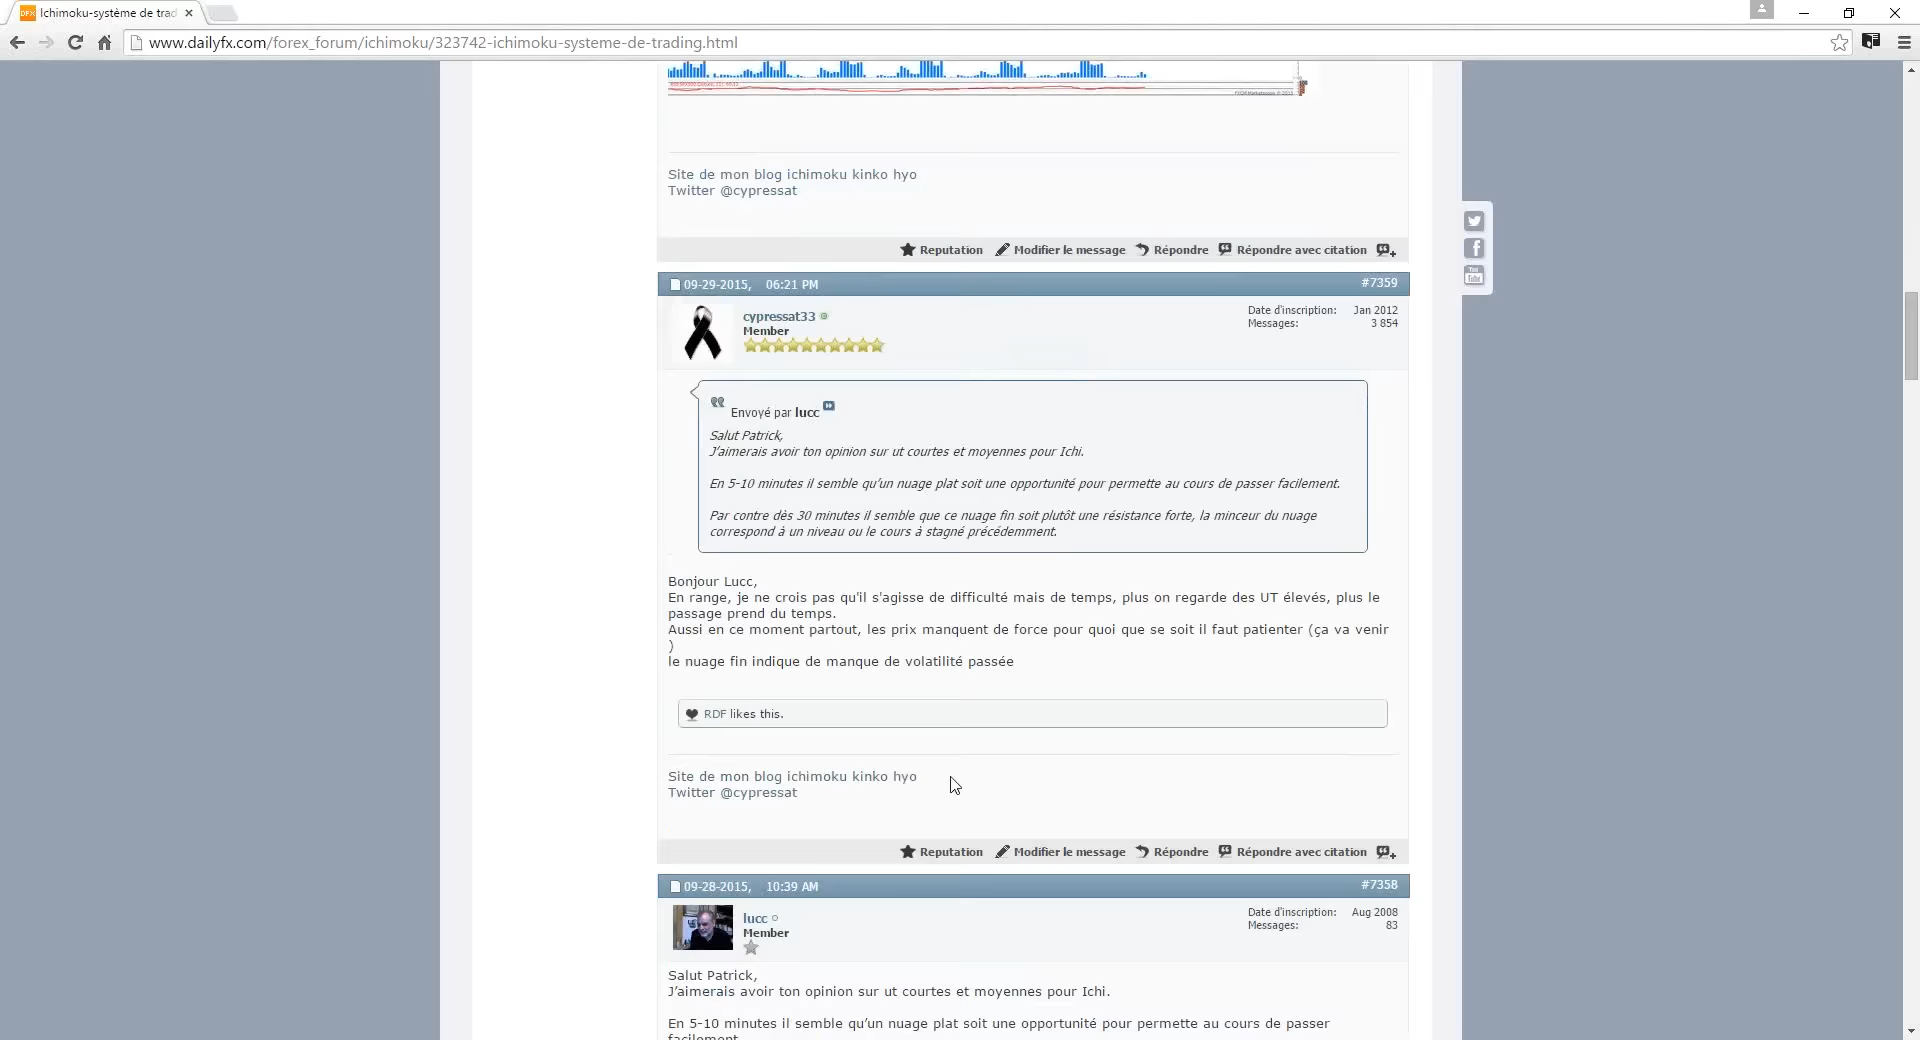 DFX Ichimoku-système de trad
www.dailyfx.com/forex_forum/ichimoku/323742-ichimoku-systeme-de-trading.html
Site de mon blog ichimoku kinko hyo
Twitter @cypressat
Reputation Modifier le message Répondre Répondre avec citation
09-29-2015, 06:21 PM #7359
cypressat33 Date d'inscription: Jan 2012
Member Messages: 3 854
Envoyé par lucc
Salut Patrick,
J'aimerais avoir ton opinion sur ut courtes et moyennes pour Ichi.
En 5-10 minutes il semble qu'un nuage plat soit une opportunité pour permette au cours de passer facilement.
Par contre dès 30 minutes il semble que ce nuage fin soit plutôt une résistance forte, la minceur du nuage
correspond à un niveau ou le cours à stagné précédemment.
Bonjour Lucc,
En range, je ne crois pas qu'il s'agisse de difficulté mais de temps, plus on regarde des UT élevés, plus le
passage prend du temps.
Aussi en ce moment partout, les prix manquent de force pour quoi que se soit il faut patienter (ça va venir
)
le nuage fin indique de manque de volatilité passée
RDF likes this.
Site de mon blog ichimoku kinko hyo
Twitter @cypressat
Reputation Modifier le message Répondre Répondre avec citation
09-28-2015, 10:39 AM #7358
lucc Date d'inscription: Aug 2008
Member Messages: 83
Salut Patrick,
J'aimerais avoir ton opinion sur ut courtes et moyennes pour Ichi.
En 5-10 minutes il semble qu'un nuage plat soit une opportunité pour permette au cours de passer
facilement.
You Tube